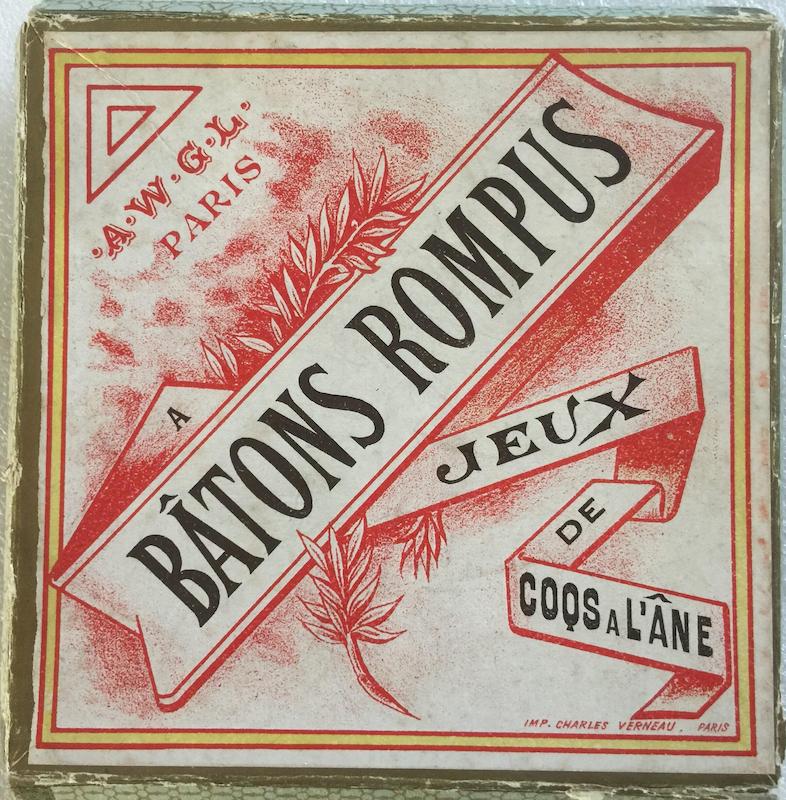 ·A·W·G·L·
PARIS
A
BÂTONS ROMPUS
JEUX
DE
COQS A L'ÂNE
IMP. CHARLES VERNEAU. PARIS